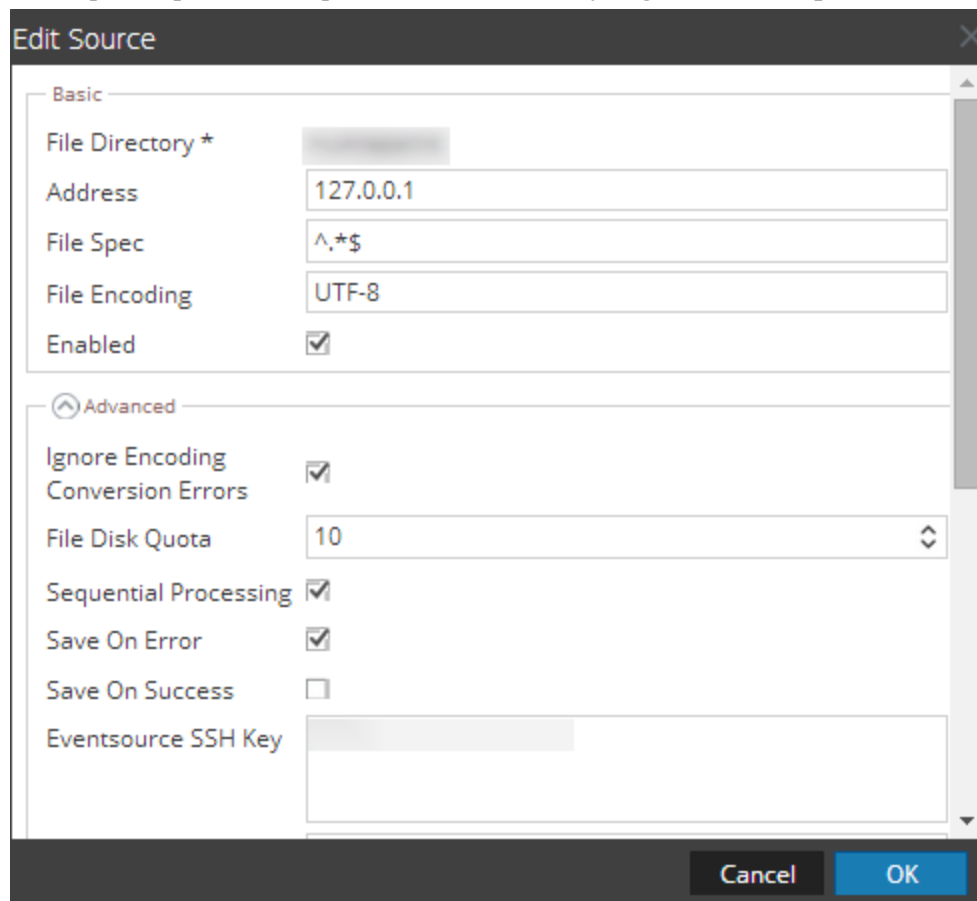 Edit Source
Basic
File Directory *
Address 127.0.0.1
File Spec ^.*$
File Encoding UTF-8
Enabled
Advanced
Ignore Encoding
Conversion Errors
File Disk Quota 10
Sequential Processing
Save On Error
Save On Success
Eventsource SSH Key
Cancel OK